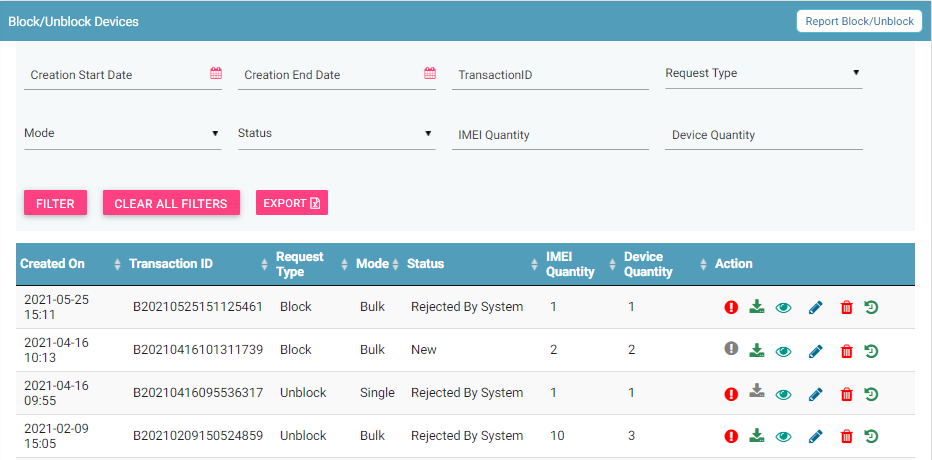 Block/Unblock Devices
Report Block/Unblock
Creation Start Date
Creation End Date
TransactionID
Request Type
Mode
Status
IMEI Quantity
Device Quantity
FILTER
CLEAR ALL FILTERS
EXPORT
Created On
Transaction ID
Request
Type
Mode
Status
IMEI
Quantity
Device
Quantity
Action
2021-05-25
15:11
B20210525151125461
Block
Bulk
Rejected By System
1
1
2021-04-16
10:13
B20210416101311739
Block
Bulk
New
2
2
2021-04-16
09:55
B20210416095536317
Unblock
Single
Rejected By System
1
1
2021-02-09
15:05
B20210209150524859
Unblock
Bulk
Rejected By System
10
3